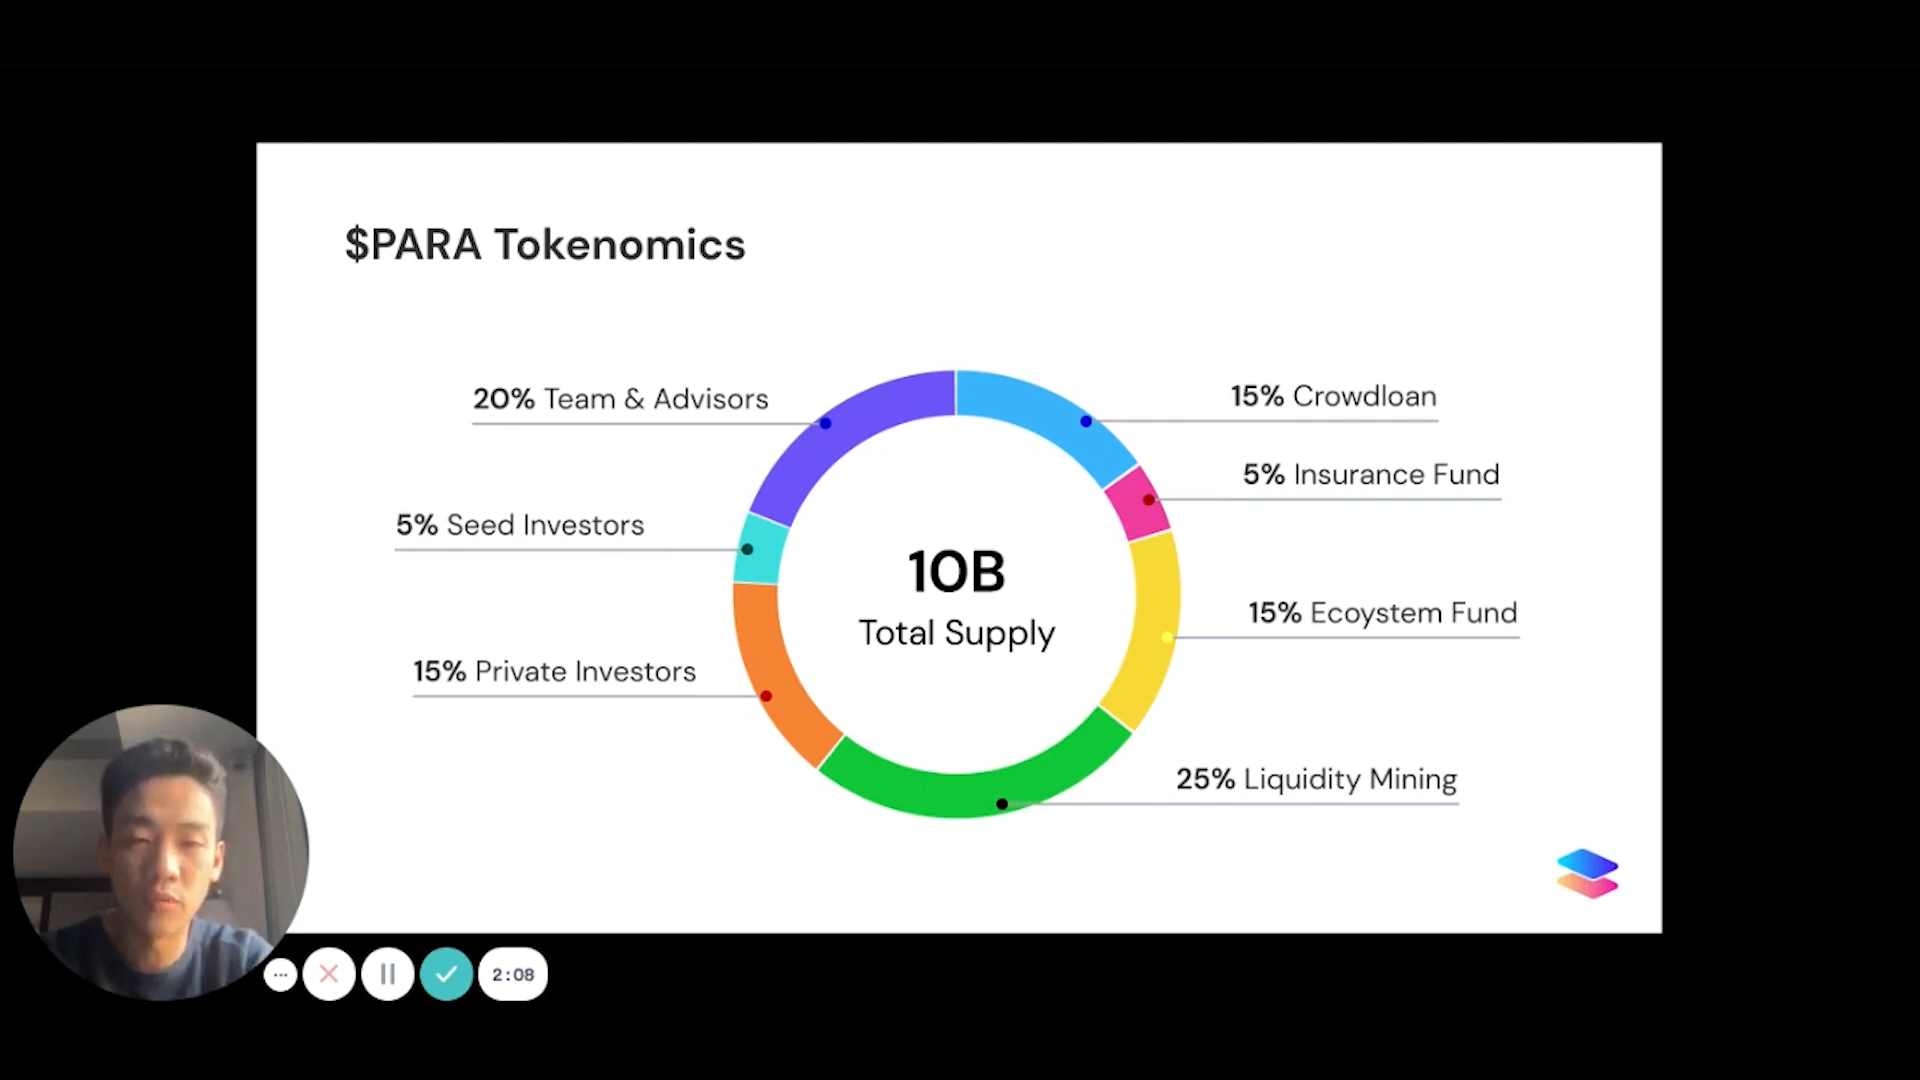 $PARA Tokenomics
20% Team & Advisors
15% Crowdloan
5% Insurance Fund
5% Seed Investors
10B
Total Supply
15% Ecoystem Fund
15% Private Investors
25% Liquidity Mining
2:08